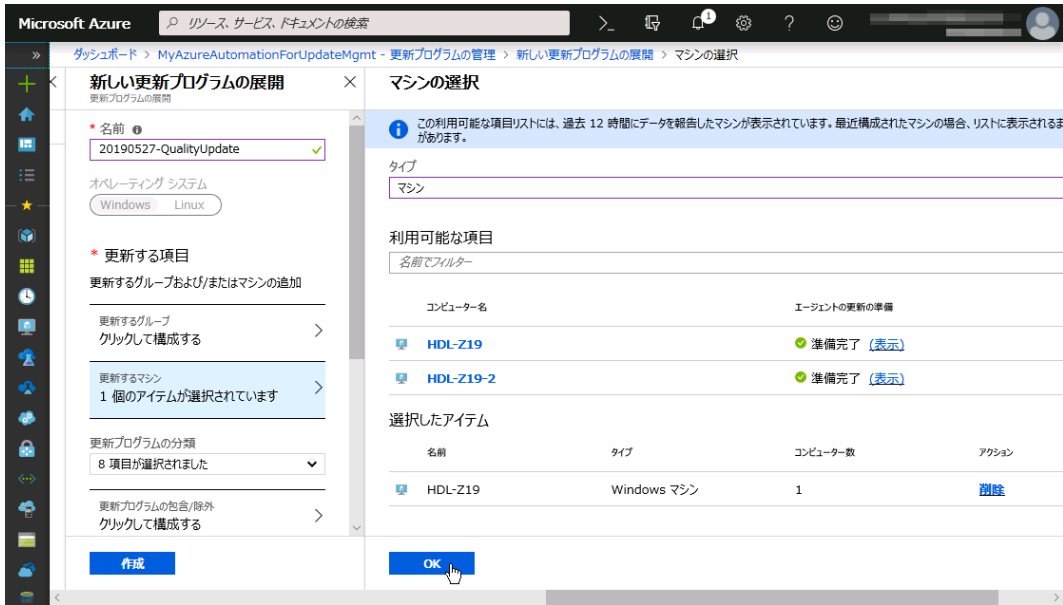 Microsoft Azure
リソース、サービス、ドキュメントの検索
1
ダッシュボード > MyAzureAutomationForUpdateMgmt - 更新プログラムの管理 > 新しい更新プログラムの展開 > マシンの選択
新しい更新プログラムの展開
更新プログラムの展開
* 名前
20190527-QualityUpdate
オペレーティング システム
Windows Linux
* 更新する項目
更新するグループおよび/またはマシンの追加
更新するグループ
クリックして構成する
更新するマシン
1 個のアイテムが選択されています
更新プログラムの分類
8 項目が選択されました
更新プログラムの包含/除外
クリックして構成する
作成
マシンの選択
この利用可能な項目リストには、過去 12 時間にデータを報告したマシンが表示されています。最近構成されたマシンの場合、リストに表示されるま
があります。
タイプ
マシン
利用可能な項目
名前でフィルター
コンピューター名 エージェントの更新の準備
HDL-Z19 準備完了 (表示)
HDL-Z19-2 準備完了 (表示)
選択したアイテム
名前 タイプ コンピューター数 アクション
HDL-Z19 Windows マシン 1 削除
OK